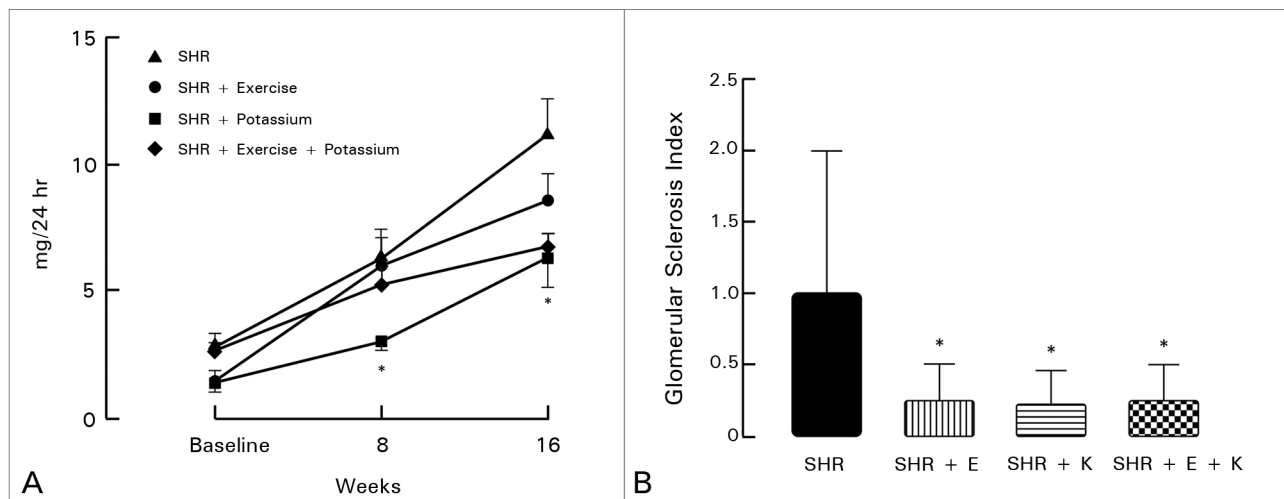 15
10
5
0
mg/24 hr
SHR
SHR + Exercise
SHR + Potassium
SHR + Exercise + Potassium
*
*
Baseline
8
16
Weeks
A
2.5
2.0
1.5
1.0
0.5
0
Glomerular Sclerosis Index
*
*
*
SHR
SHR + E
SHR + K
SHR + E + K
B